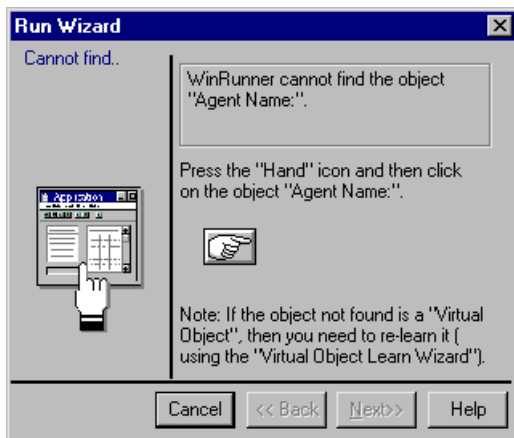 Run Wizard
Cannot find..
WinRunner cannot find the object
"Agent Name:".
Press the "Hand" icon and then click
on the object "Agent Name:".
Application
Note: If the object not found is a "Virtual
Object", then you need to re-learn it (
using the "Virtual Object Learn Wizard").
Cancel
<< Back
Next>>
Help